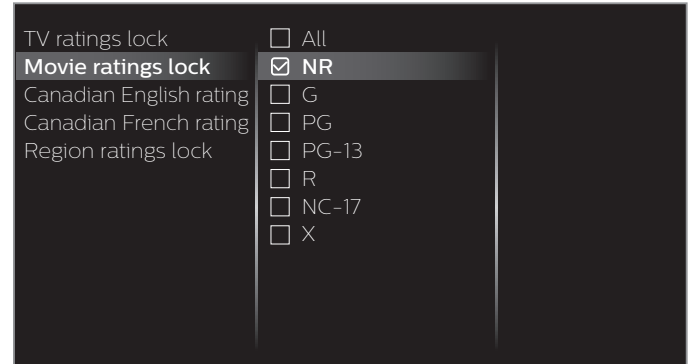 TV ratings lock
Movie ratings lock
Canadian English rating
Canadian French rating
Region ratings lock
All
NR
G
PG
PG-13
R
NC-17
X